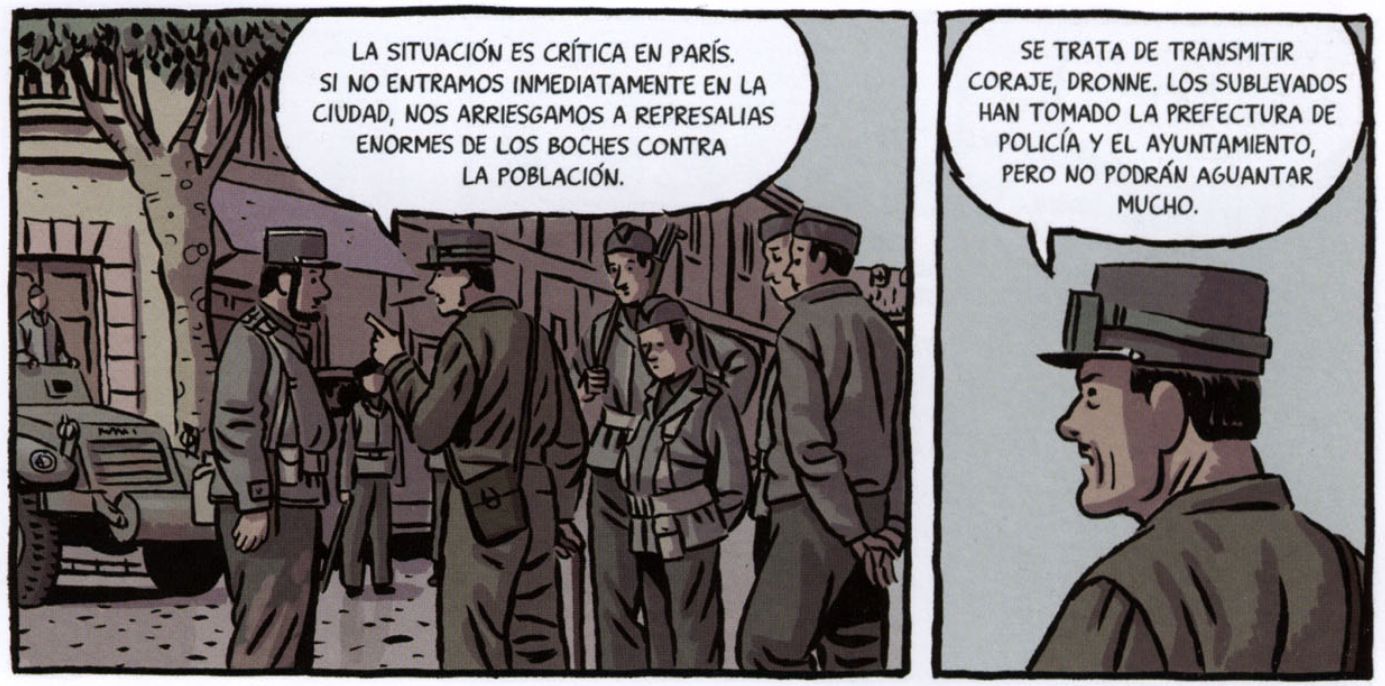 LA SITUACIÓN ES CRÍTICA EN PARÍS.
SI NO ENTRAMOS INMEDIATAMENTE EN LA
CIUDAD, NOS ARRIESGAMOS A REPRESALIAS
ENORMES DE LOS BOCHES CONTRA
LA POBLACIÓN.
SE TRATA DE TRANSMITIR
CORAJE, DRONNE. LOS SUBLEVADOS
HAN TOMADO LA PREFECTURA DE
POLICÍA Y EL AYUNTAMIENTO,
PERO NO PODRÁN AGUANTAR
MUCHO.